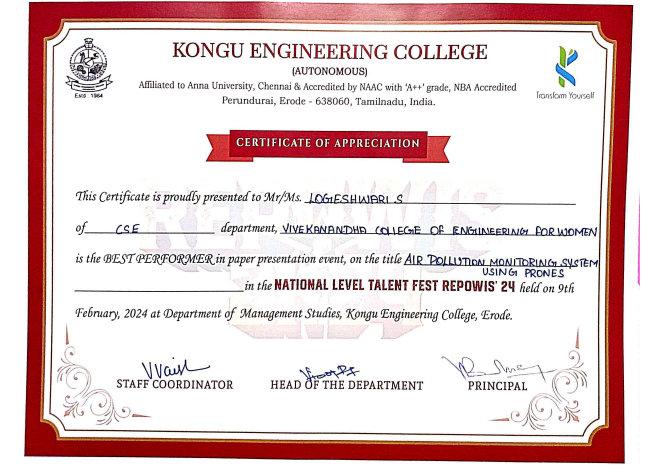 KONGU ENGINEERING COLLEGE
(AUTONOMOUS)
Affiliated to Anna University, Chennai & Accredited by NAAC with 'A++' grade, NBA Accredited
Perundurai, Erode - 638060, Tamilnadu, India.
Estd 1984
Transform Yourself
CERTIFICATE OF APPRECIATION
This Certificate is proudly presented to Mr/Ms. LOGESHWARI.S
of CSE department, VIVEKANANDHA COLLEGE OF ENGINEERING FOR WOMEN
is the BEST PERFORMER in paper presentation event, on the title AIR POLLUTION MONITORING SYSTEM
USING DRONES
in the NATIONAL LEVEL TALENT FEST REPOWIS' 24 held on 9th
February, 2024 at Department of Management Studies, Kongu Engineering College, Erode.
STAFF COORDINATOR HEAD OF THE DEPARTMENT PRINCIPAL